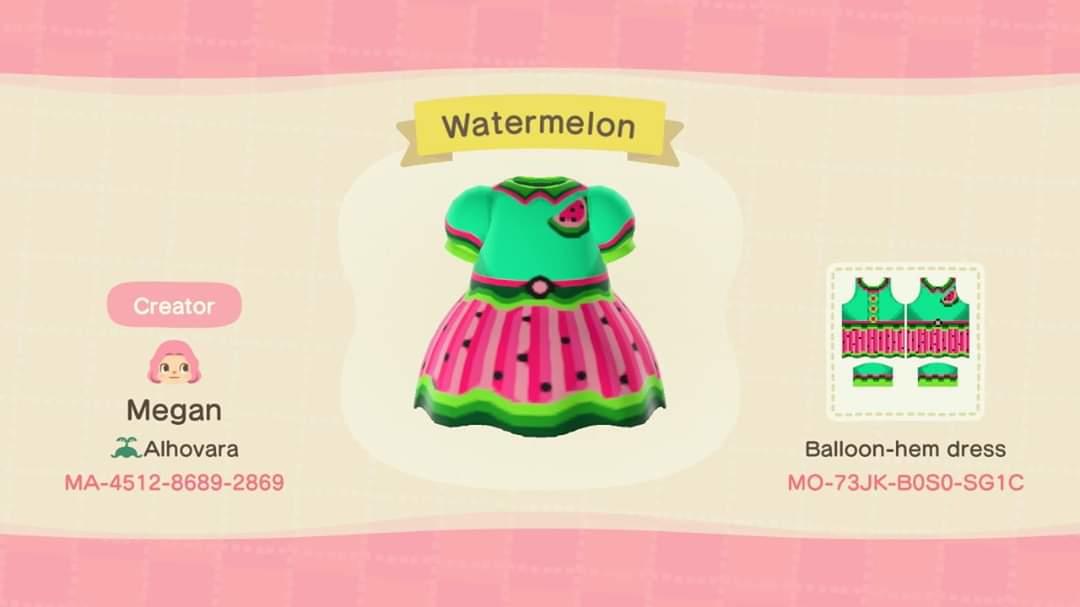 Watermelon
Creator
Megan
Alhovara
MA-4512-8689-2869
Balloon-hem dress
MO-73JK-B0S0-SG1C